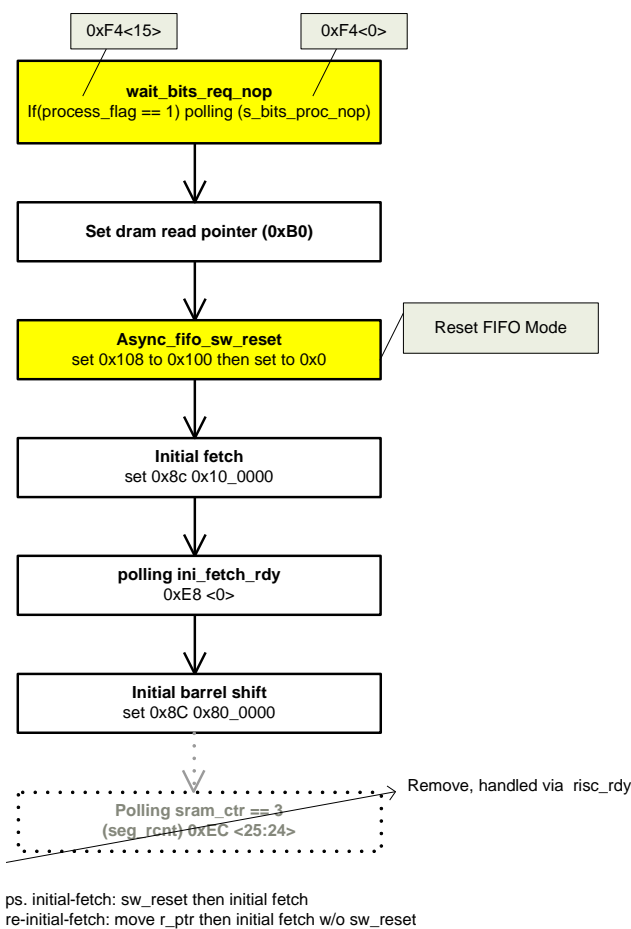 0xF4<15>
0xF4<0>
wait_bits_req_nop
If(process_flag == 1) polling (s_bits_proc_nop)
Set dram read pointer (0xB0)
Async_fifo_sw_reset
set 0x108 to 0x100 then set to 0x0
Reset FIFO Mode
Initial fetch
set 0x8c 0x10_0000
polling ini_fetch_rdy
0xE8 <0>
Initial barrel shift
set 0x8C 0x80_0000
Remove, handled via risc_rdy
Polling sram_ctr == 3
(seg_rcnt) 0xEC <25:24>
ps. initial-fetch: sw_reset then initial fetch
re-initial-fetch: move r_ptr then initial fetch w/o sw_reset